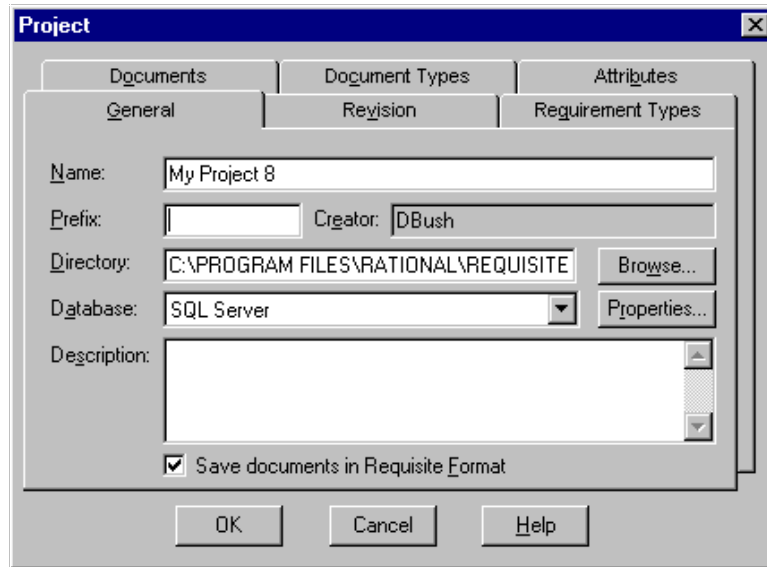 Project
Documents Document Types Attributes
General Revision Requirement Types
Name: My Project 8
Prefix: Creator: DBush
Directory: C:\PROGRAM FILES\RATIONAL\REQUISITE Browse...
Database: SQL Server Properties...
Description:
Save documents in Requisite Format
OK Cancel Help